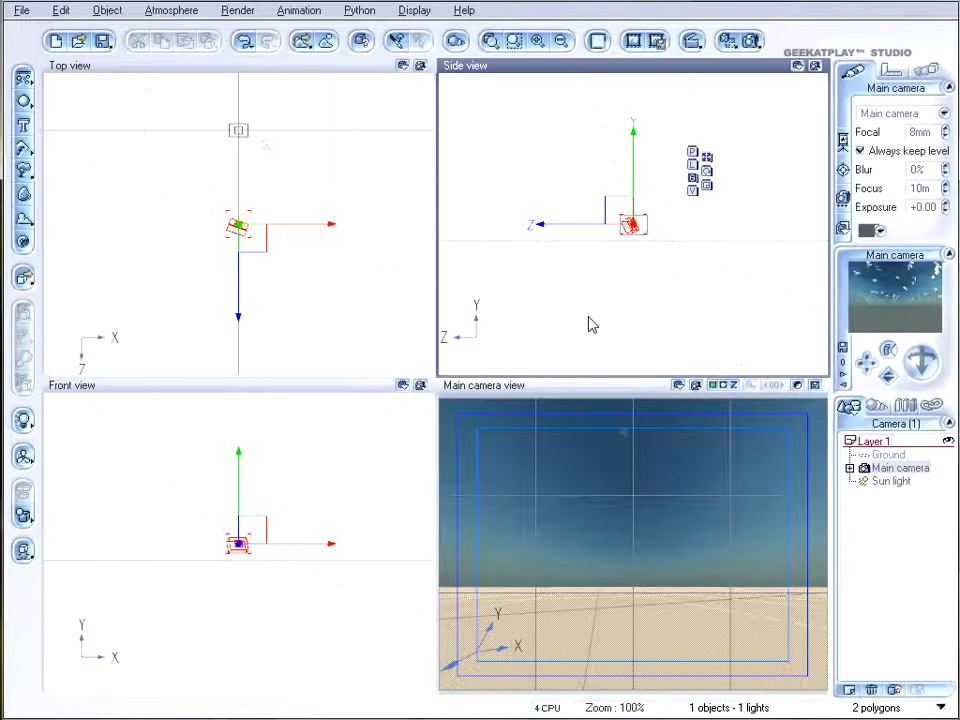 File Edit Object Atmosphere Render Animation Python Display Help
GEEKATPLAY™ STUDIO
Top view
Side view
Main camera
Main camera
Focal 8mm
Always keep level
Blur 0%
Focus 10m
Exposure +0.00
P
L
V
Y
Z
Y
Z
X
Z
Main camera
Front view
Main camera view
Camera (1)
Layer 1
Ground
Main camera
Sun light
Y
X
Y
X
4 CPU Zoom : 100% 1 objects - 1 lights 2 polygons